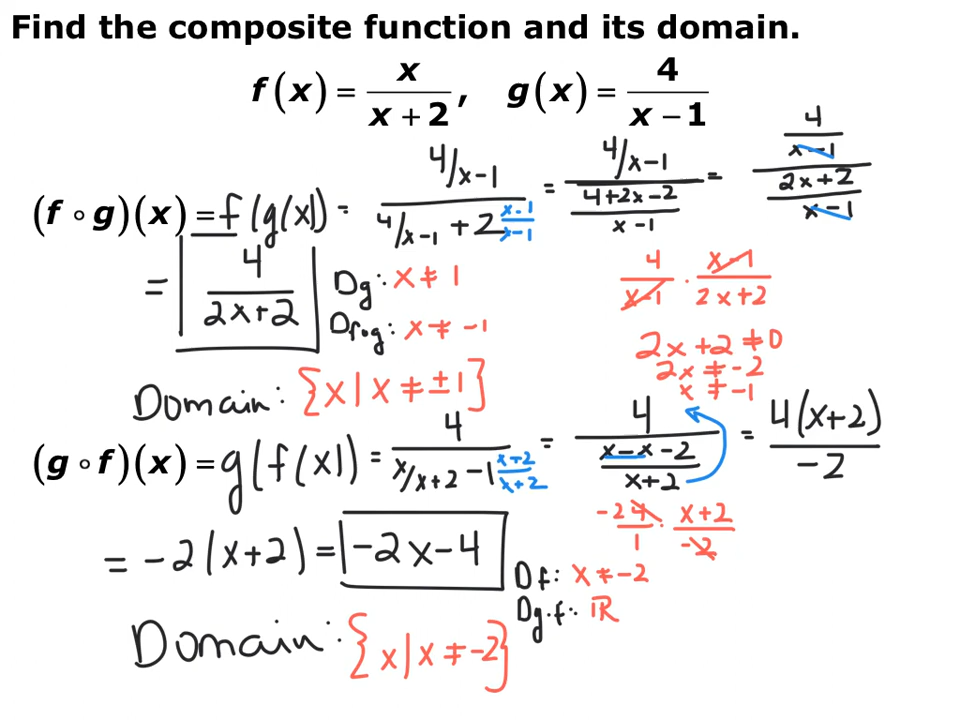 Find the composite function and its domain.
f(x) = x/(x + 2), g(x) = 4/(x − 1)
(f ∘ g)(x) = f(g(x)) = (4/x−1)/(4/x−1 + 2 (x−1)/(x−1)) = (4/x−1)/((4+2x−2)/(x−1)) = (4/(x−1))/((2x+2)/(x−1))
= 4/(2x+2)
Dg: x ≠ 1
Dfog: x ≠ −1
4/(x−1) · (x−1)/(2x+2)
2x+2 ≠ 0
2x ≠ −2
x ≠ −1
Domain: {x | x ≠ ±1}
(g ∘ f)(x) = g(f(x)) = 4/(x/x+2 − 1 (x+2)/(x+2)) = 4/((x−x−2)/(x+2)) = 4(x+2)/−2
−2 4/1 · (x+2)/−2
= −2(x+2) = −2x−4
Df: x ≠ −2
Dg·f: ℝ
Domain: {x | x ≠ −2}